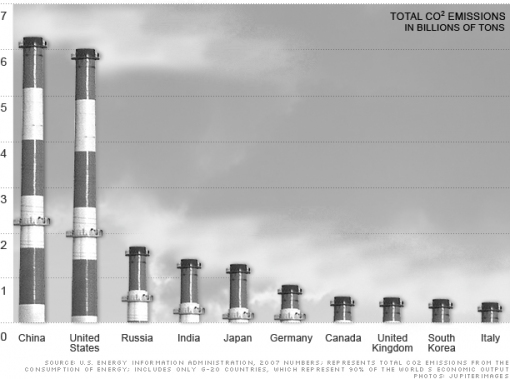 TOTAL CO² EMISSIONS
IN BILLIONS OF TONS
7
6
5
4
3
2
1
0
China
United States
Russia
India
Japan
Germany
Canada
United Kingdom
South Korea
Italy
SOURCE: U.S. ENERGY INFORMATION ADMINISTRATION, 2007 NUMBERS; REPRESENTS TOTAL CO2 EMISSIONS FROM THE
CONSUMPTION OF ENERGY; INCLUDES ONLY G-20 COUNTRIES, WHICH REPRESENT 90% OF THE WORLD'S ECONOMIC OUTPUT
PHOTOS: JUPITERIMAGES